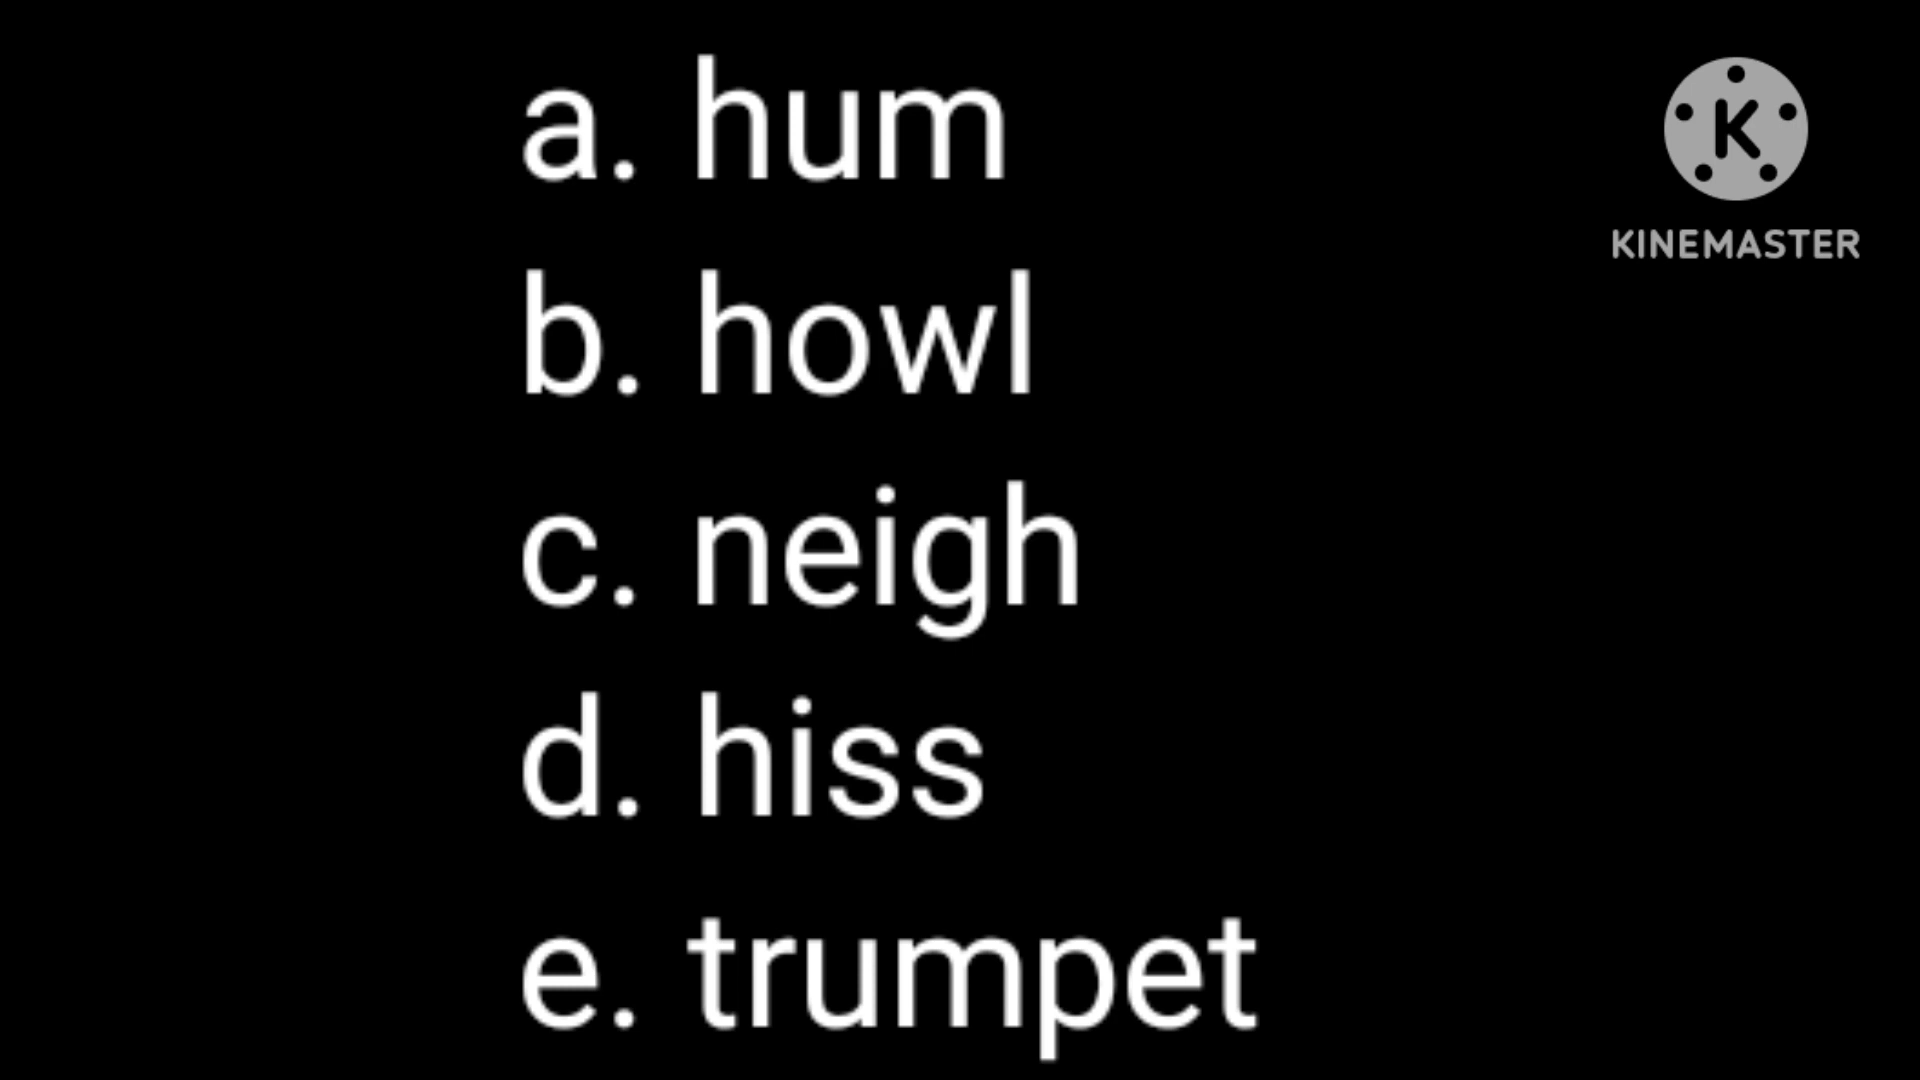 a. hum
b. howl
c. neigh
d. hiss
e. trumpet
K
KINEMASTER